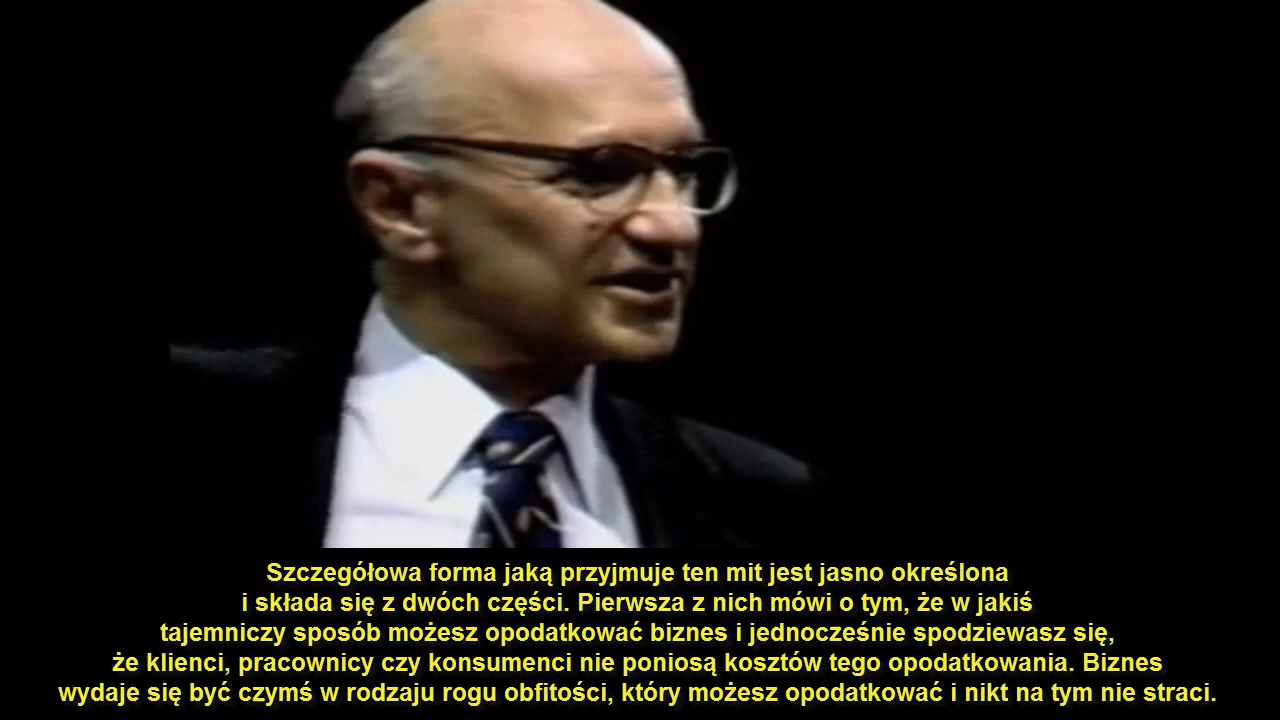 Szczegółowa forma jaką przyjmuje ten mit jest jasno określona
i składa się z dwóch części. Pierwsza z nich mówi o tym, że w jakiś
tajemniczy sposób możesz opodatkować biznes i jednocześnie spodziewasz się,
że klienci, pracownicy czy konsumenci nie poniosą kosztów tego opodatkowania. Biznes
wydaje się być czymś w rodzaju rogu obfitości, który możesz opodatkować i nikt na tym nie straci.